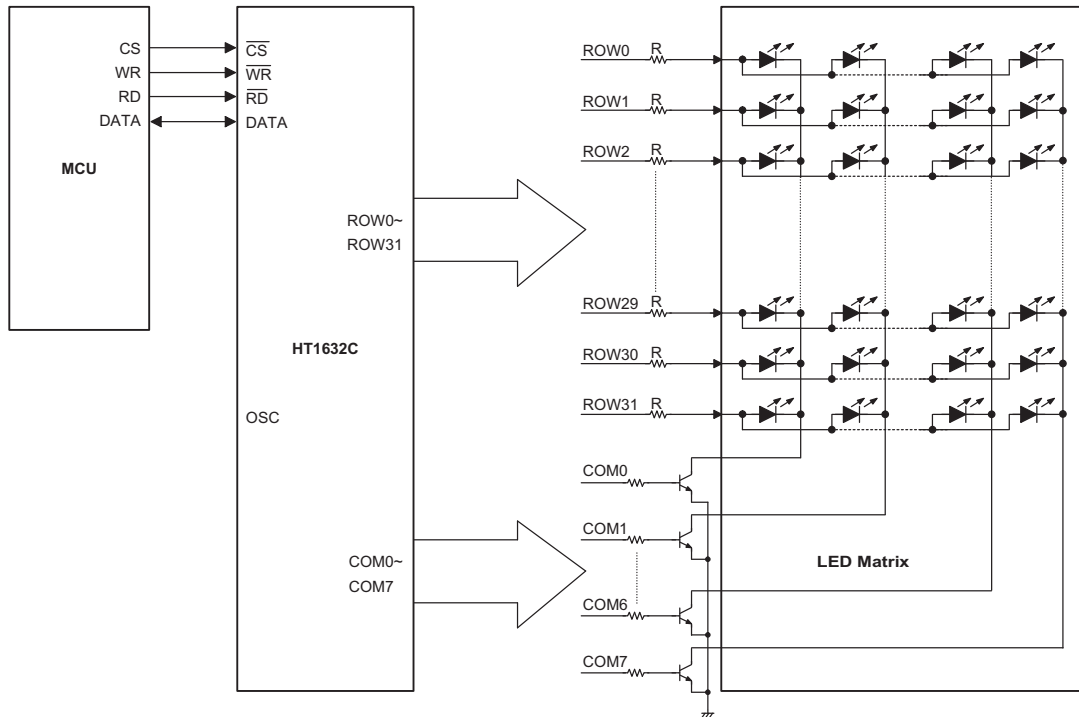 MCU
CS
WR
RD
DATA
HT1632C
CS
WR
RD
DATA
ROW0~
ROW31
OSC
COM0~
COM7
ROW0 R
ROW1 R
ROW2 R
ROW29 R
ROW30 R
ROW31 R
COM0
COM1
COM6
COM7
LED Matrix